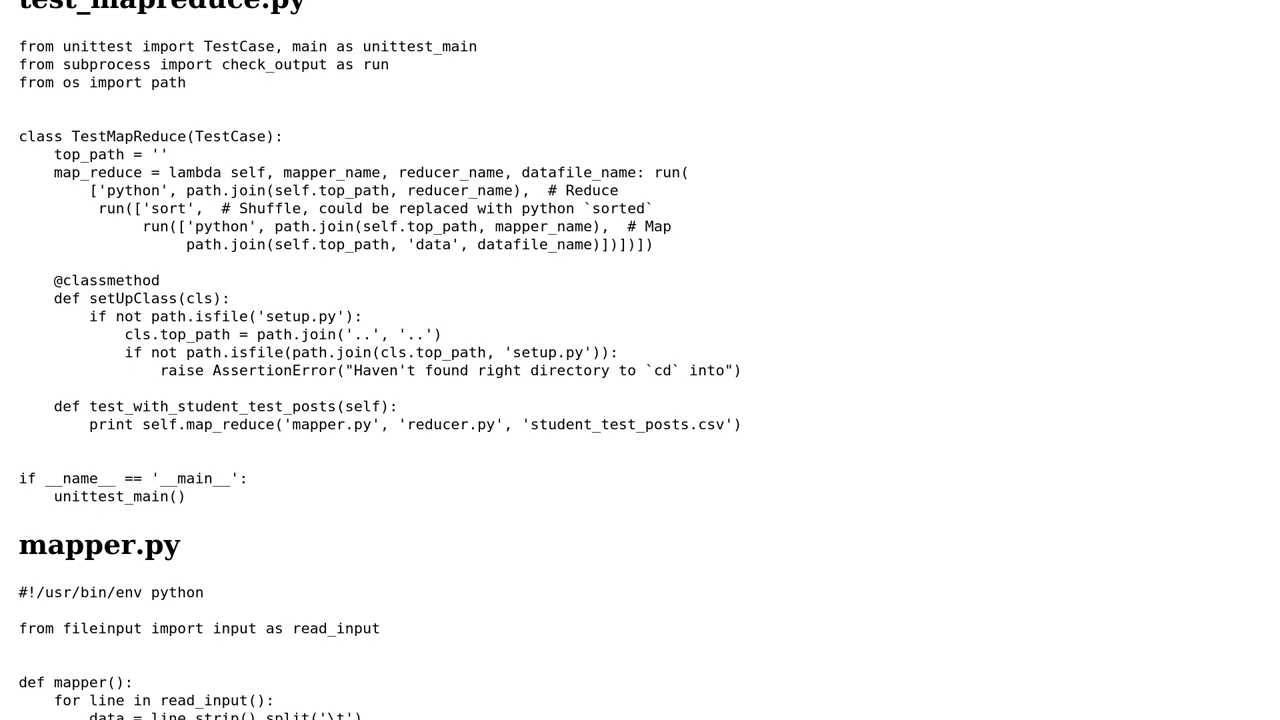 test_mapreduce.py
from unittest import TestCase, main as unittest_main
from subprocess import check_output as run
from os import path
class TestMapReduce(TestCase):
    top_path = ''
    map_reduce = lambda self, mapper_name, reducer_name, datafile_name: run(
        ['python', path.join(self.top_path, reducer_name),  # Reduce
         run(['sort',  # Shuffle, could be replaced with python `sorted`
              run(['python', path.join(self.top_path, mapper_name),  # Map
                   path.join(self.top_path, 'data', datafile_name)])])])
    @classmethod
    def setUpClass(cls):
        if not path.isfile('setup.py'):
            cls.top_path = path.join('..', '..')
            if not path.isfile(path.join(cls.top_path, 'setup.py')):
                raise AssertionError("Haven't found right directory to `cd` into")
    def test_with_student_test_posts(self):
        print self.map_reduce('mapper.py', 'reducer.py', 'student_test_posts.csv')
if __name__ == '__main__':
    unittest_main()
mapper.py
#!/usr/bin/env python
from fileinput import input as read_input
def mapper():
    for line in read_input():
        data = line.strip().split('\t')